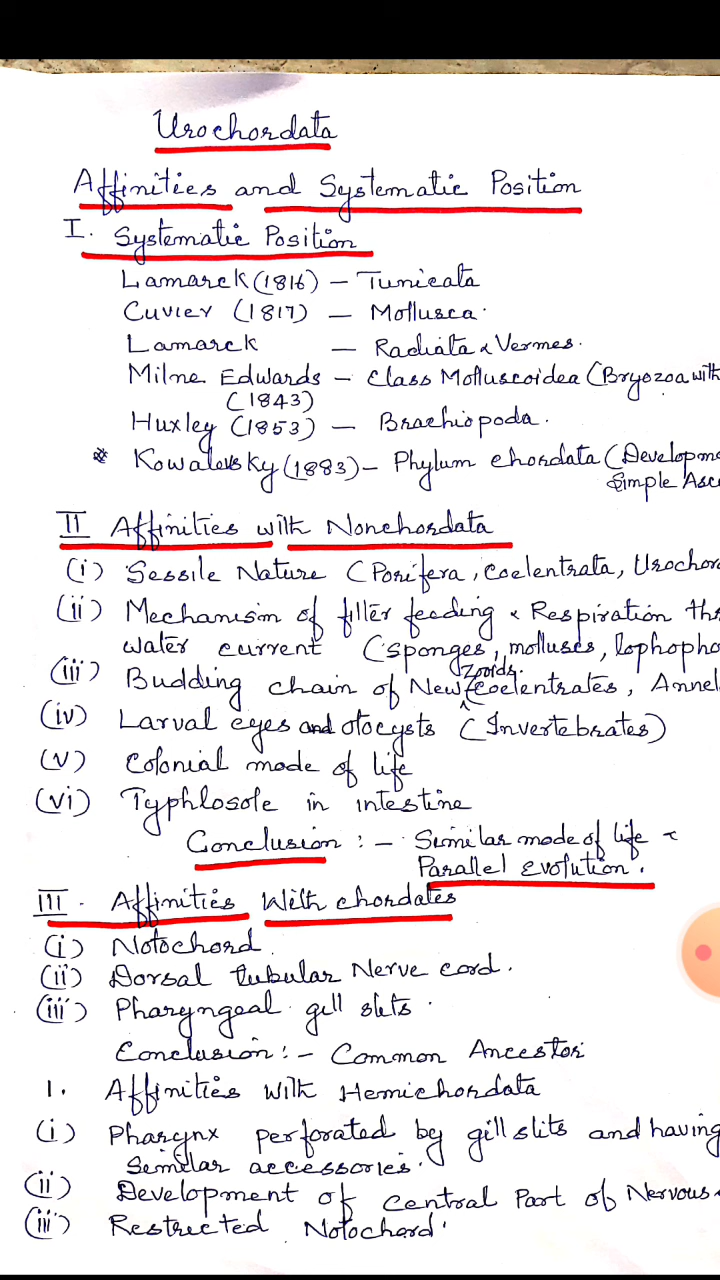 Urochordata
Affinities and Systematic Position
I. Systematic Position
Lamarck (1816) – Tunicata
Cuvier (1817) – Mollusca.
Lamarck – Radiata & Vermes.
Milne Edwards – Class Molluscoidea (Bryozoa with
(1843)
Huxley (1853) – Brachiopoda.
* Kowalevsky (1883) – Phylum chordata (Developme
Simple Asc
II Affinities with Nonchordata
(i) Sessile Nature (Porifera, Coelentrata, Urochor
(ii) Mechanism of filler feeding & Respiration th
water current (sponges, molluscs, lophopho
Zooids.
(iii) Budding chain of New (Coelentrates, Annel
(iv) Larval eyes and otocysts (Invertebrates)
(v) Colonial mode of life
(vi) Typhlosole in intestine
Conclusion :– Similar mode of life &
Parallel Evolution.
III. Affinities With chordates
(i) Notochord
(ii) Dorsal tubular Nerve cord.
(iii) Pharyngeal gill slits.
Conclusion :– Common Ancestor
1. Affinities with Hemichordata
(i) Pharynx perforated by gill slits and having
Similar accessories.
(ii) Development of central Part of Nervous
(iii) Restricted Notochord.